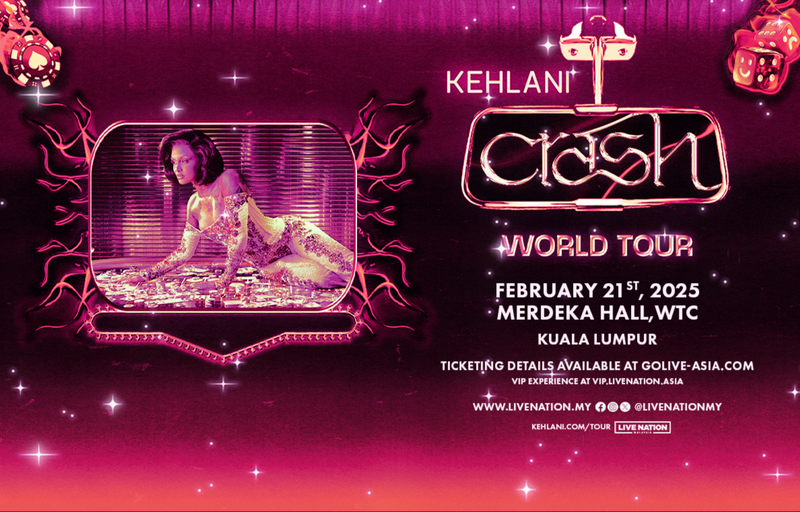 KEHLANI
crash
WORLD TOUR
FEBRUARY 21ST, 2025
MERDEKA HALL,WTC
KUALA LUMPUR
TICKETING DETAILS AVAILABLE AT GOLIVE-ASIA.COM
VIP EXPERIENCE AT VIP.LIVENATION.ASIA
WWW.LIVENATION.MY @LIVENATIONMY
KEHLANI.COM/TOUR LIVE NATION